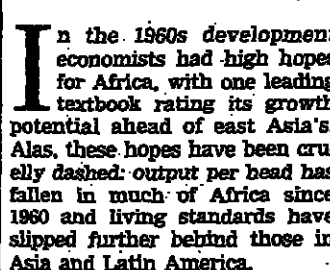 In the 1960s development
economists had high hopes
for Africa, with one leading
textbook rating its growth
potential ahead of east Asia's.
Alas, these hopes have been cru-
elly dashed: output per head has
fallen in much of Africa since
1960 and living standards have
slipped further behind those in
Asia and Latin America.